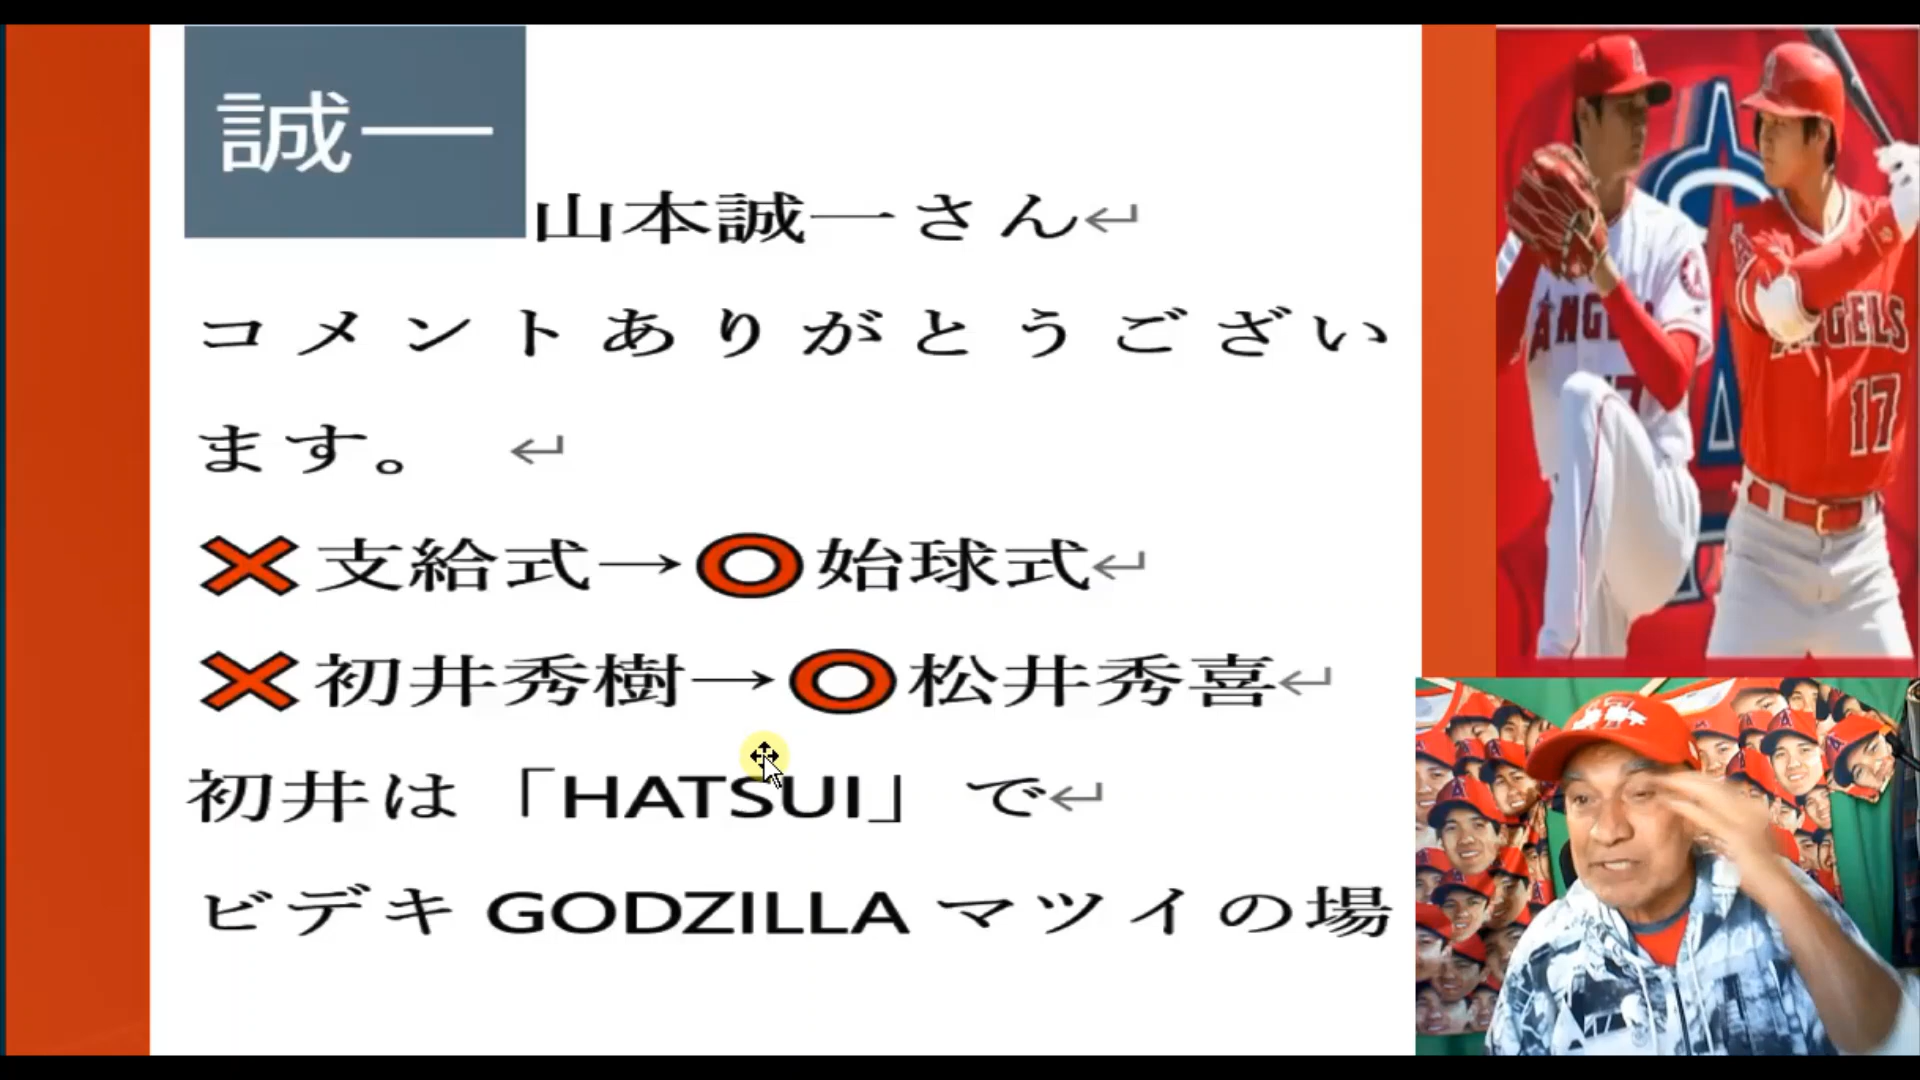 誠一
山本誠一さん↵
コメントありがとうござい
ます。 ↵
❌支給式→⭕始球式↵
❌初井秀樹→⭕松井秀喜↵
初井は「HATSUI」で↵
ビデキ GODZILLA マツイの場
ANGELS
17